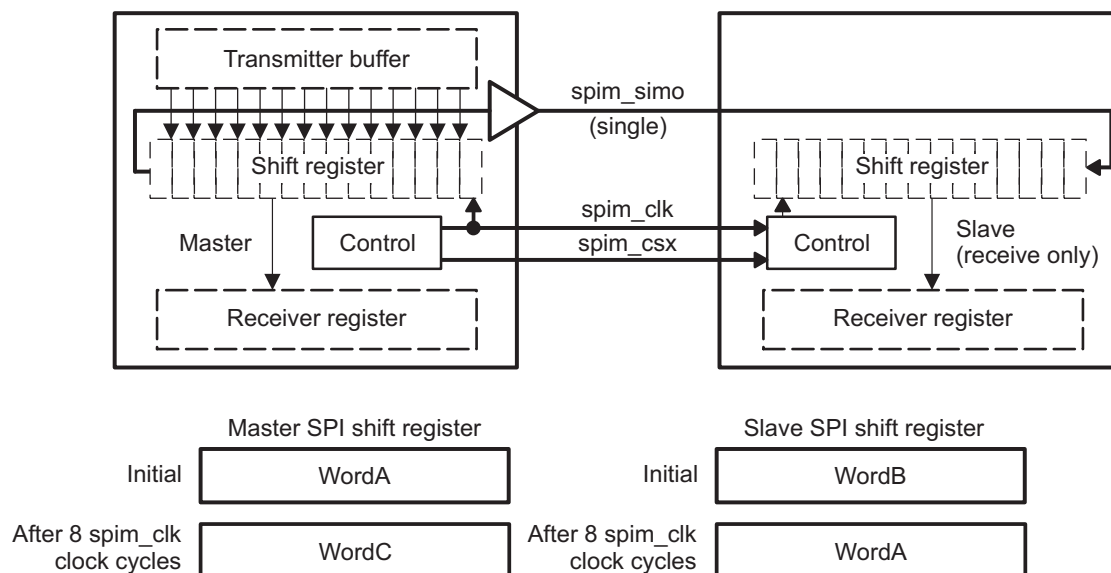 Transmitter buffer
spim_simo
(single)
Shift register
Shift register
spim_clk
Master
Control
spim_csx
Control
Slave
(receive only)
Receiver register
Receiver register
Master SPI shift register
Slave SPI shift register
Initial
WordA
Initial
WordB
After 8 spim_clk
clock cycles
WordC
After 8 spim_clk
clock cycles
WordA